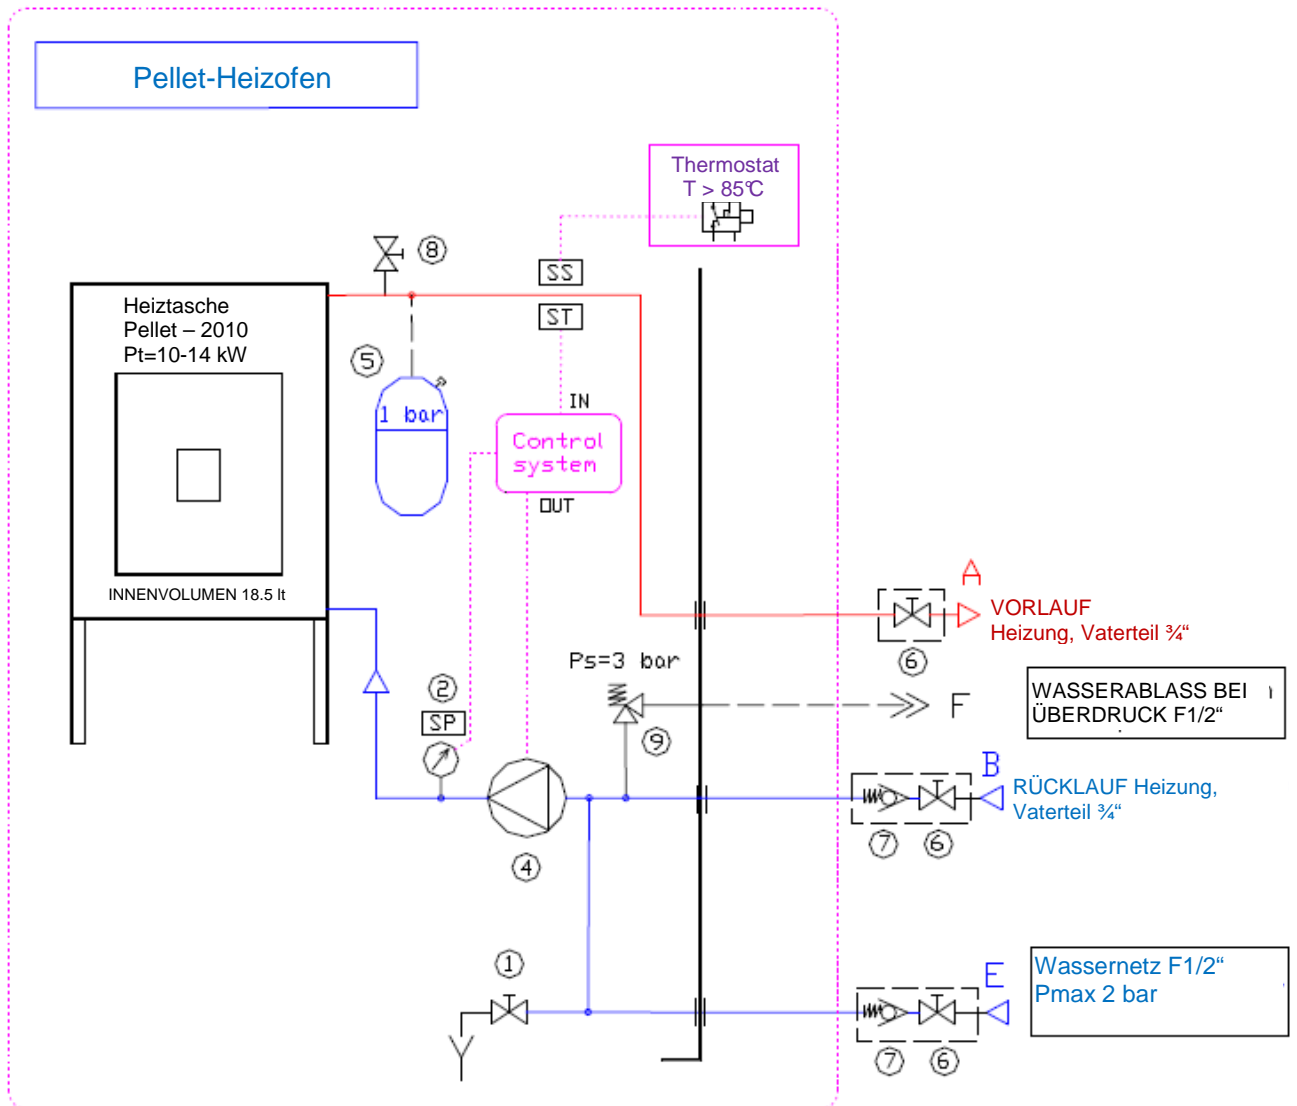 Pellet-Heizofen
Thermostat
T > 85°C
8
SS
Heiztasche
Pellet – 2010
Pt=10-14 kW
ST
5
IN
1 bar
Control
system
OUT
INNENVOLUMEN 18.5 lt
A
VORLAUF
Heizung, Vaterteil ¾“
6
Ps=3 bar
2
SP
F
WASSERABLASS BEI
ÜBERDRUCK F1/2“
9
B
RÜCKLAUF Heizung,
Vaterteil ¾“
7
6
4
1
E
Wassernetz F1/2“
Pmax 2 bar
7
6